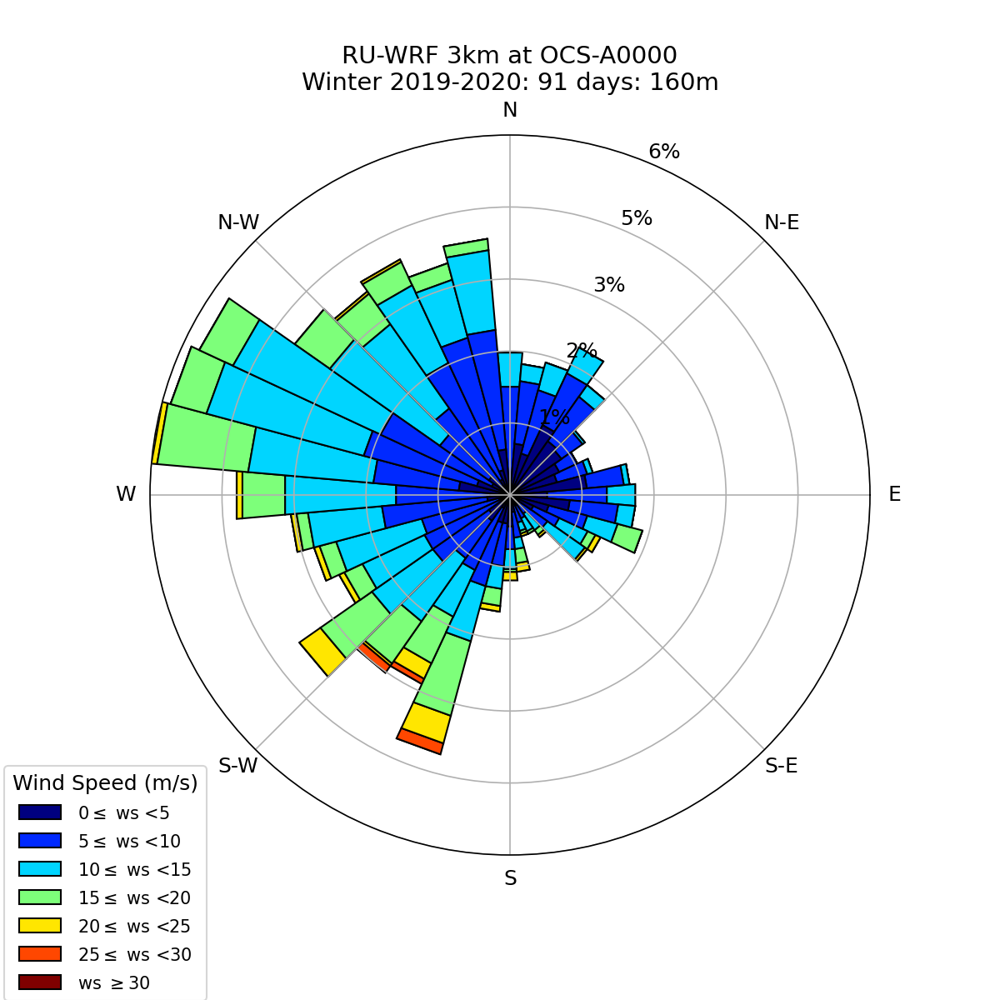 RU-WRF 3km at OCS-A0000
Winter 2019-2020: 91 days: 160m
N
6%
5%
N-W
N-E
3%
2%
1%
W
E
S-W
S-E
S
Wind Speed (m/s)
0 ≤ ws <5
5 ≤ ws <10
10 ≤ ws <15
15 ≤ ws <20
20 ≤ ws <25
25 ≤ ws <30
ws ≥ 30